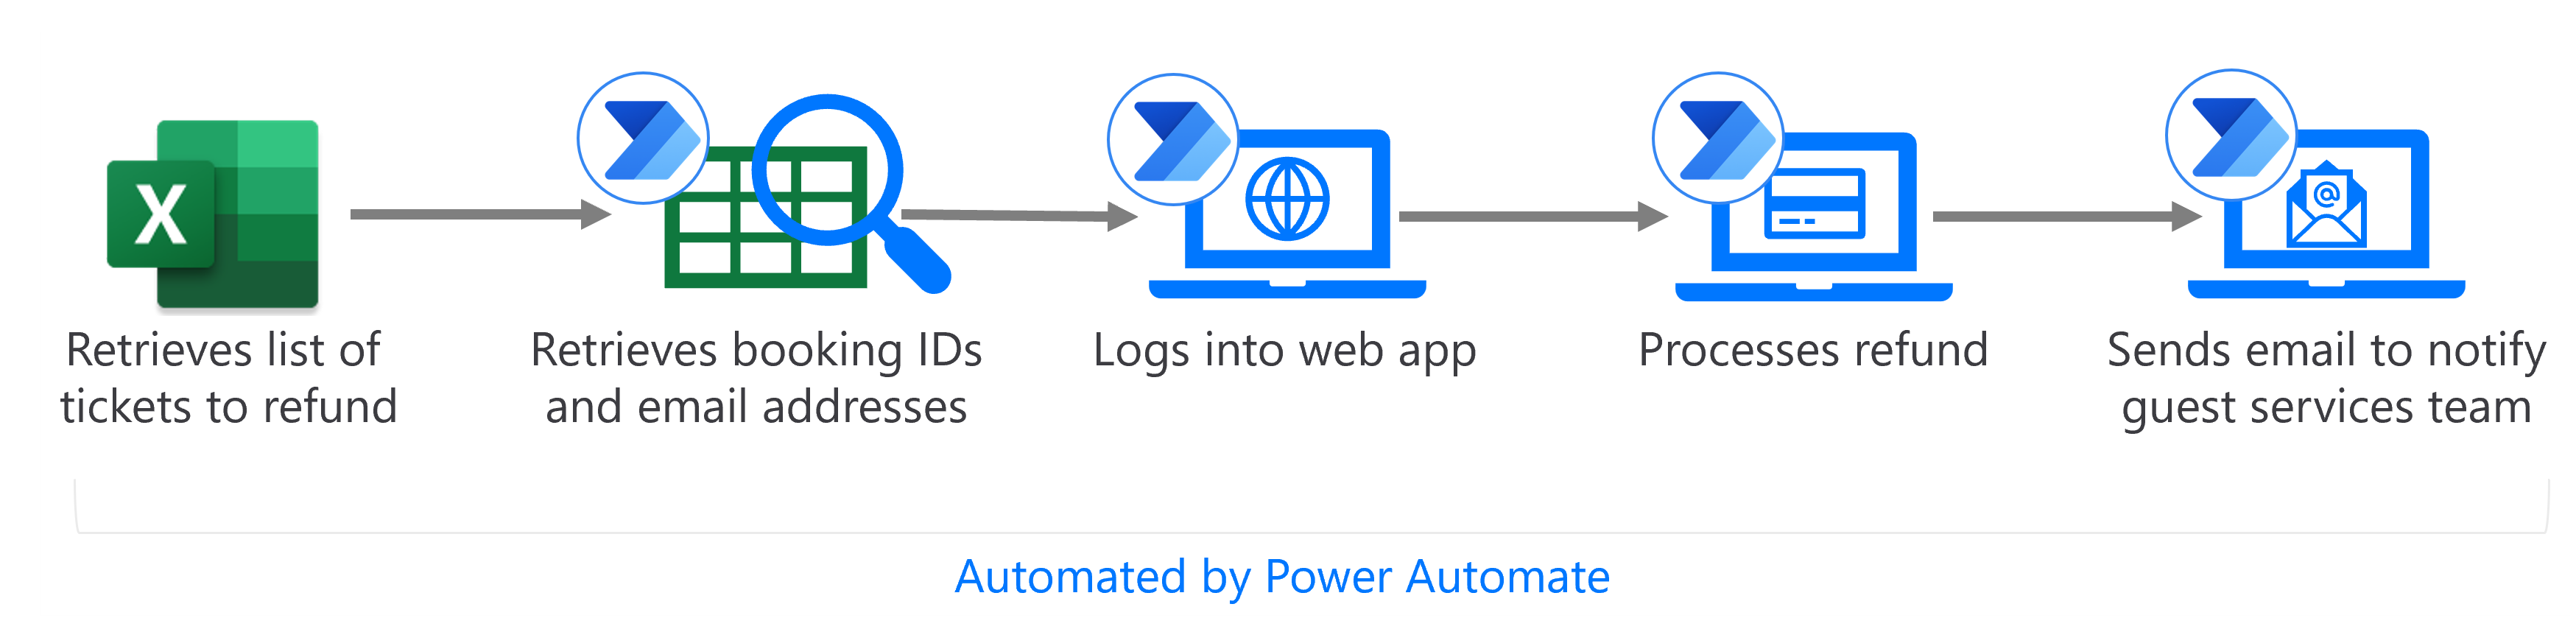 X
Retrieves list of
tickets to refund
Retrieves booking IDs
and email addresses
Logs into web app
Processes refund
@
Sends email to notify
guest services team
Automated by Power Automate